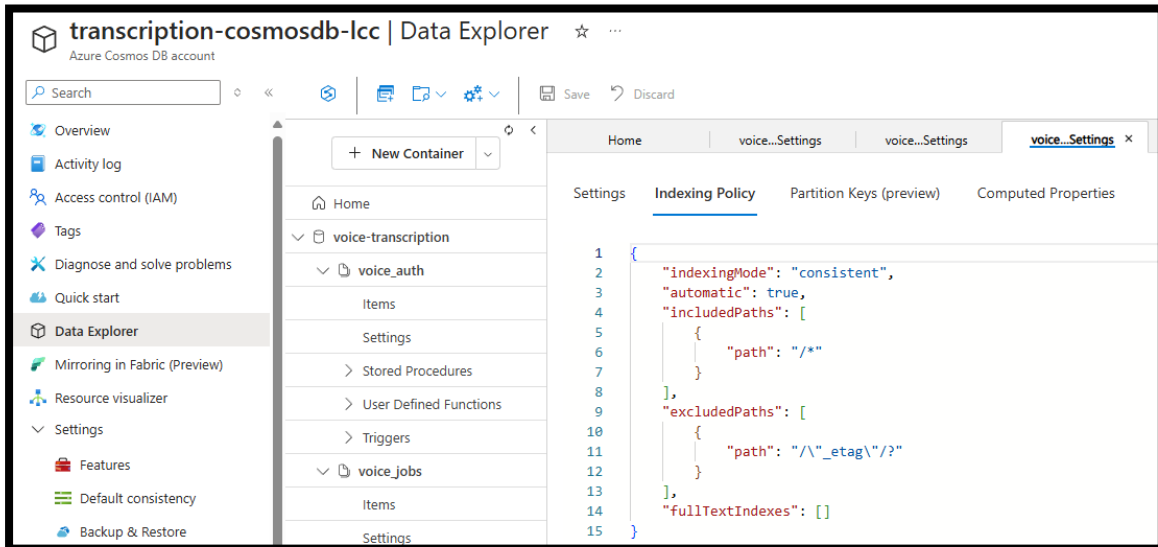 transcription-cosmosdb-lcc | Data Explorer
Azure Cosmos DB account
Search
Save
Discard
Overview
Activity log
Access control (IAM)
Tags
Diagnose and solve problems
Quick start
Data Explorer
Mirroring in Fabric (Preview)
Resource visualizer
Settings
Features
Default consistency
Backup & Restore
+ New Container
Home
voice-transcription
voice_auth
Items
Settings
Stored Procedures
User Defined Functions
Triggers
voice_jobs
Items
Settings
Home voice...Settings voice...Settings voice...Settings ×
Settings Indexing Policy Partition Keys (preview) Computed Properties
1 {
2 "indexingMode": "consistent",
3 "automatic": true,
4 "includedPaths": [
5 {
6 "path": "/*"
7 }
8 ],
9 "excludedPaths": [
10 {
11 "path": "/\"_etag\"/?"
12 }
13 ],
14 "fullTextIndexes": []
15 }